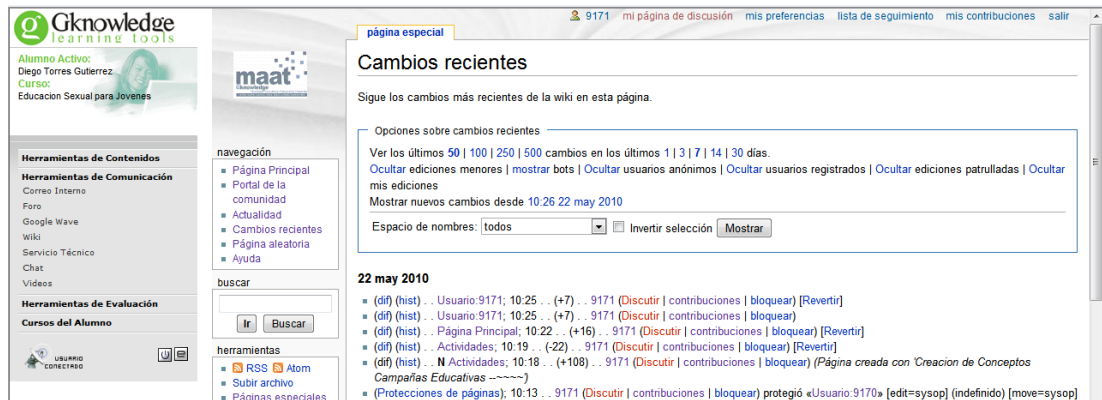 Gknowledge
learning tools
Alumno Activo:
Diego Torres Gutierrez
Curso:
Educacion Sexual para Jovenes
Herramientas de Contenidos
Herramientas de Comunicación
Correo Interno
Foro
Google Wave
Wiki
Servicio Técnico
Chat
Videos
Herramientas de Evaluación
Cursos del Alumno
USUARIO
CONECTADO
maat
Gknowledge
navegación
Página Principal
Portal de la
comunidad
Actualidad
Cambios recientes
Página aleatoria
Ayuda
buscar
Ir Buscar
herramientas
RSS Atom
Subir archivo
Páginas especiales
9171 mi página de discusión mis preferencias lista de seguimiento mis contribuciones salir
página especial
Cambios recientes
Sigue los cambios más recientes de la wiki en esta página.
Opciones sobre cambios recientes
Ver los últimos 50 | 100 | 250 | 500 cambios en los últimos 1 | 3 | 7 | 14 | 30 días.
Ocultar ediciones menores | mostrar bots | Ocultar usuarios anónimos | Ocultar usuarios registrados | Ocultar ediciones patrulladas | Ocultar
mis ediciones
Mostrar nuevos cambios desde 10:26 22 may 2010
Espacio de nombres: todos Invertir selección Mostrar
22 may 2010
(dif) (hist) . . Usuario:9171; 10:25 . . (+7) . . 9171 (Discutir | contribuciones | bloquear) [Revertir]
(dif) (hist) . . Usuario:9171; 10:25 . . (+7) . . 9171 (Discutir | contribuciones | bloquear)
(dif) (hist) . . Página Principal; 10:22 . . (+16) . . 9171 (Discutir | contribuciones | bloquear) [Revertir]
(dif) (hist) . . Actividades; 10:19 . . (-22) . . 9171 (Discutir | contribuciones | bloquear) [Revertir]
(dif) (hist) . . N Actividades; 10:18 . . (+108) . . 9171 (Discutir | contribuciones | bloquear) (Página creada con 'Creacion de Conceptos
Campañas Educativas --~~~~')
(Protecciones de páginas); 10:13 . . 9171 (Discutir | contribuciones | bloquear) protegió «Usuario:9170» [edit=sysop] (indefinido) [move=sysop]